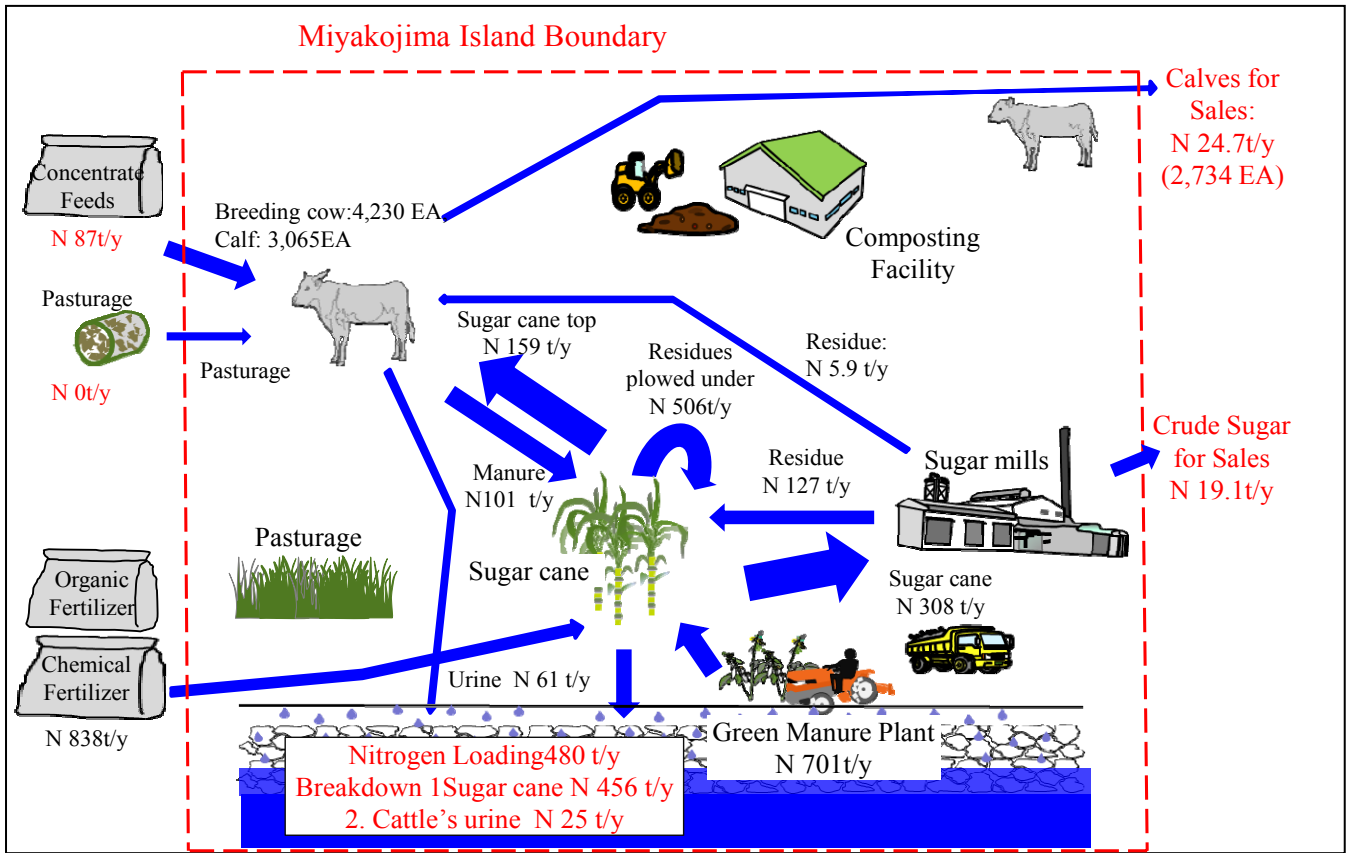 Miyakojima Island Boundary
Calves for
Sales:
N 24.7t/y
(2,734 EA)
Concentrate
Feeds
N 87t/y
Breeding cow:4,230 EA
Calf: 3,065EA
Composting
Facility
Pasturage
Pasturage
N 0t/y
Sugar cane top
N 159 t/y
Residues
plowed under
N 506t/y
Residue:
N 5.9 t/y
Manure
N101 t/y
Residue
N 127 t/y
Sugar mills
Crude Sugar
for Sales
N 19.1t/y
Pasturage
Sugar cane
Sugar cane
N 308 t/y
Organic
Fertilizer
Chemical
Fertilizer
N 838t/y
Urine N 61 t/y
Green Manure Plant
N 701t/y
Nitrogen Loading480 t/y
Breakdown 1Sugar cane N 456 t/y
2. Cattle's urine N 25 t/y